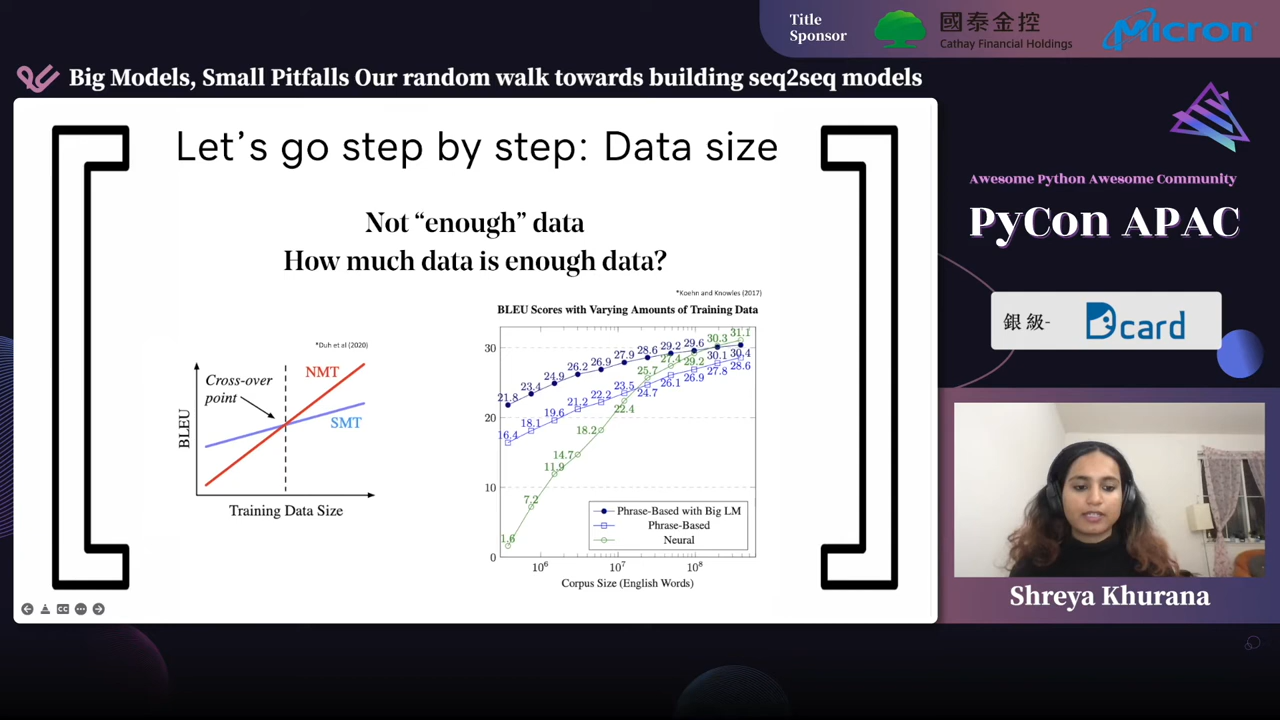 Title
Sponsor
國泰金控
Cathay Financial Holdings
Micron
Big Models, Small Pitfalls Our random walk towards building seq2seq models
Let's go step by step: Data size
Not “enough” data
How much data is enough data?
*Duh et al (2020)
Cross-over
point
NMT
SMT
BLEU
Training Data Size
*Koehn and Knowles (2017)
BLEU Scores with Varying Amounts of Training Data
30
20
10
0
21.8 23.4 24.9 26.2 26.9 27.9 28.6 29.2 29.6 30.1 30.4
16.4 18.1 19.6 21.2 22.2 23.5 24.7 26.1 26.9 27.8 28.6
1.6 7.2 11.9 14.7 18.2 22.4 25.7 27.4 29.2 30.3 31.1
Phrase-Based with Big LM
Phrase-Based
Neural
10⁶ 10⁷ 10⁸
Corpus Size (English Words)
CC
Awesome Python Awesome Community
PyCon APAC
銀級-
Dcard
Shreya Khurana